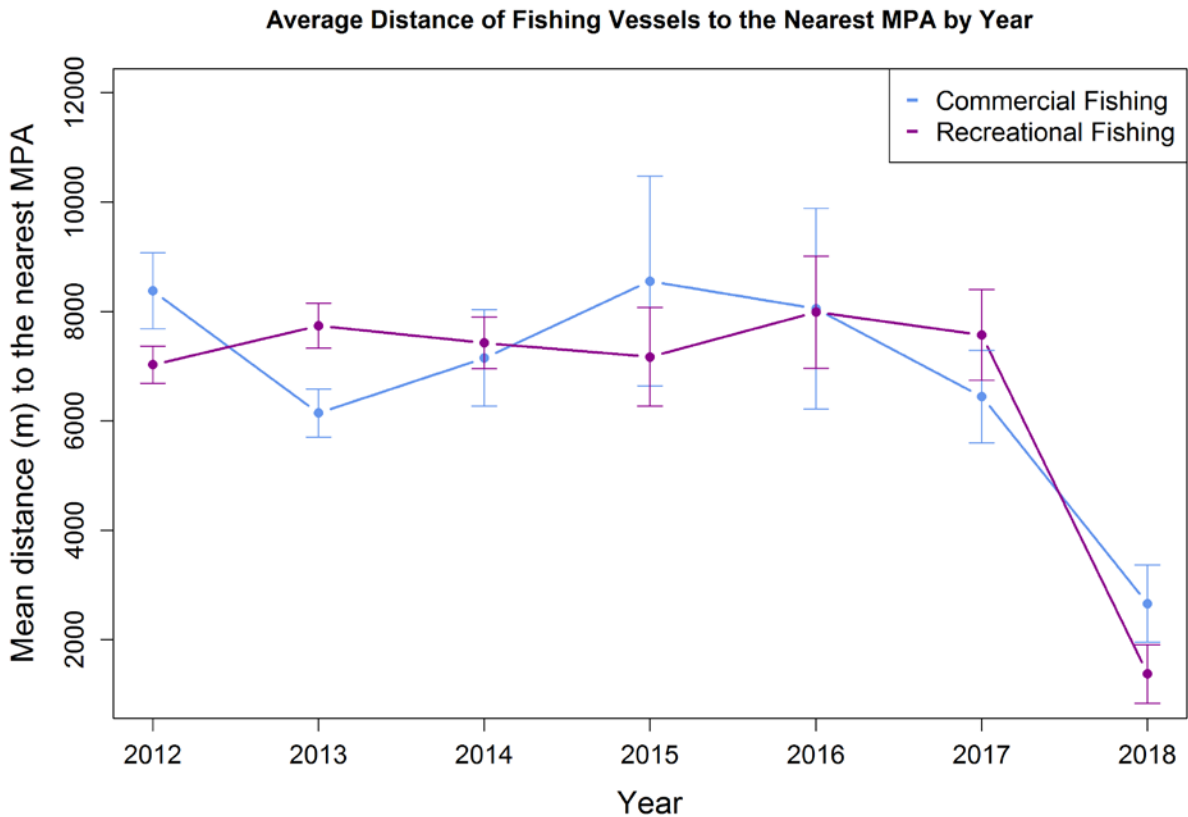 Average Distance of Fishing Vessels to the Nearest MPA by Year
Commercial Fishing
Recreational Fishing
Mean distance (m) to the nearest MPA
12000
10000
8000
6000
4000
2000
2012 2013 2014 2015 2016 2017 2018
Year